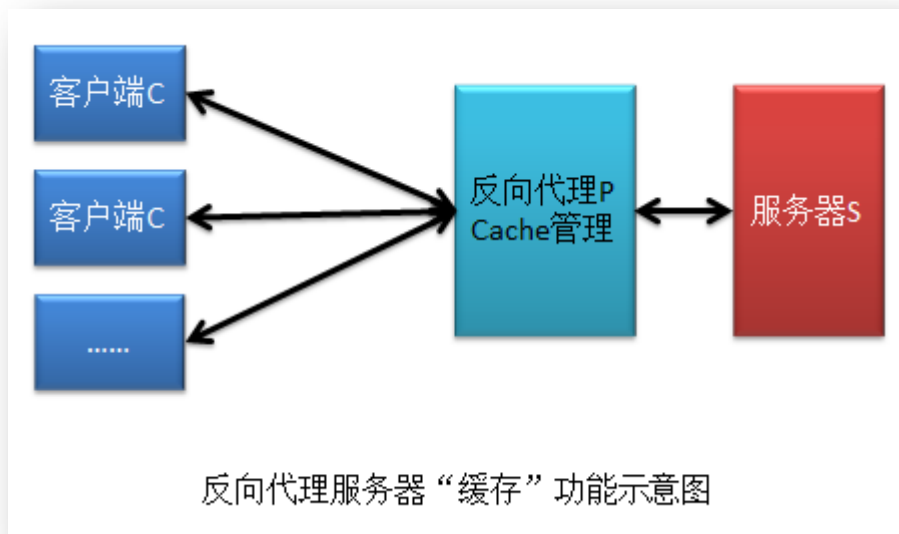 客户端C
客户端C
......
反向代理P
Cache管理
服务器S
反向代理服务器“缓存”功能示意图